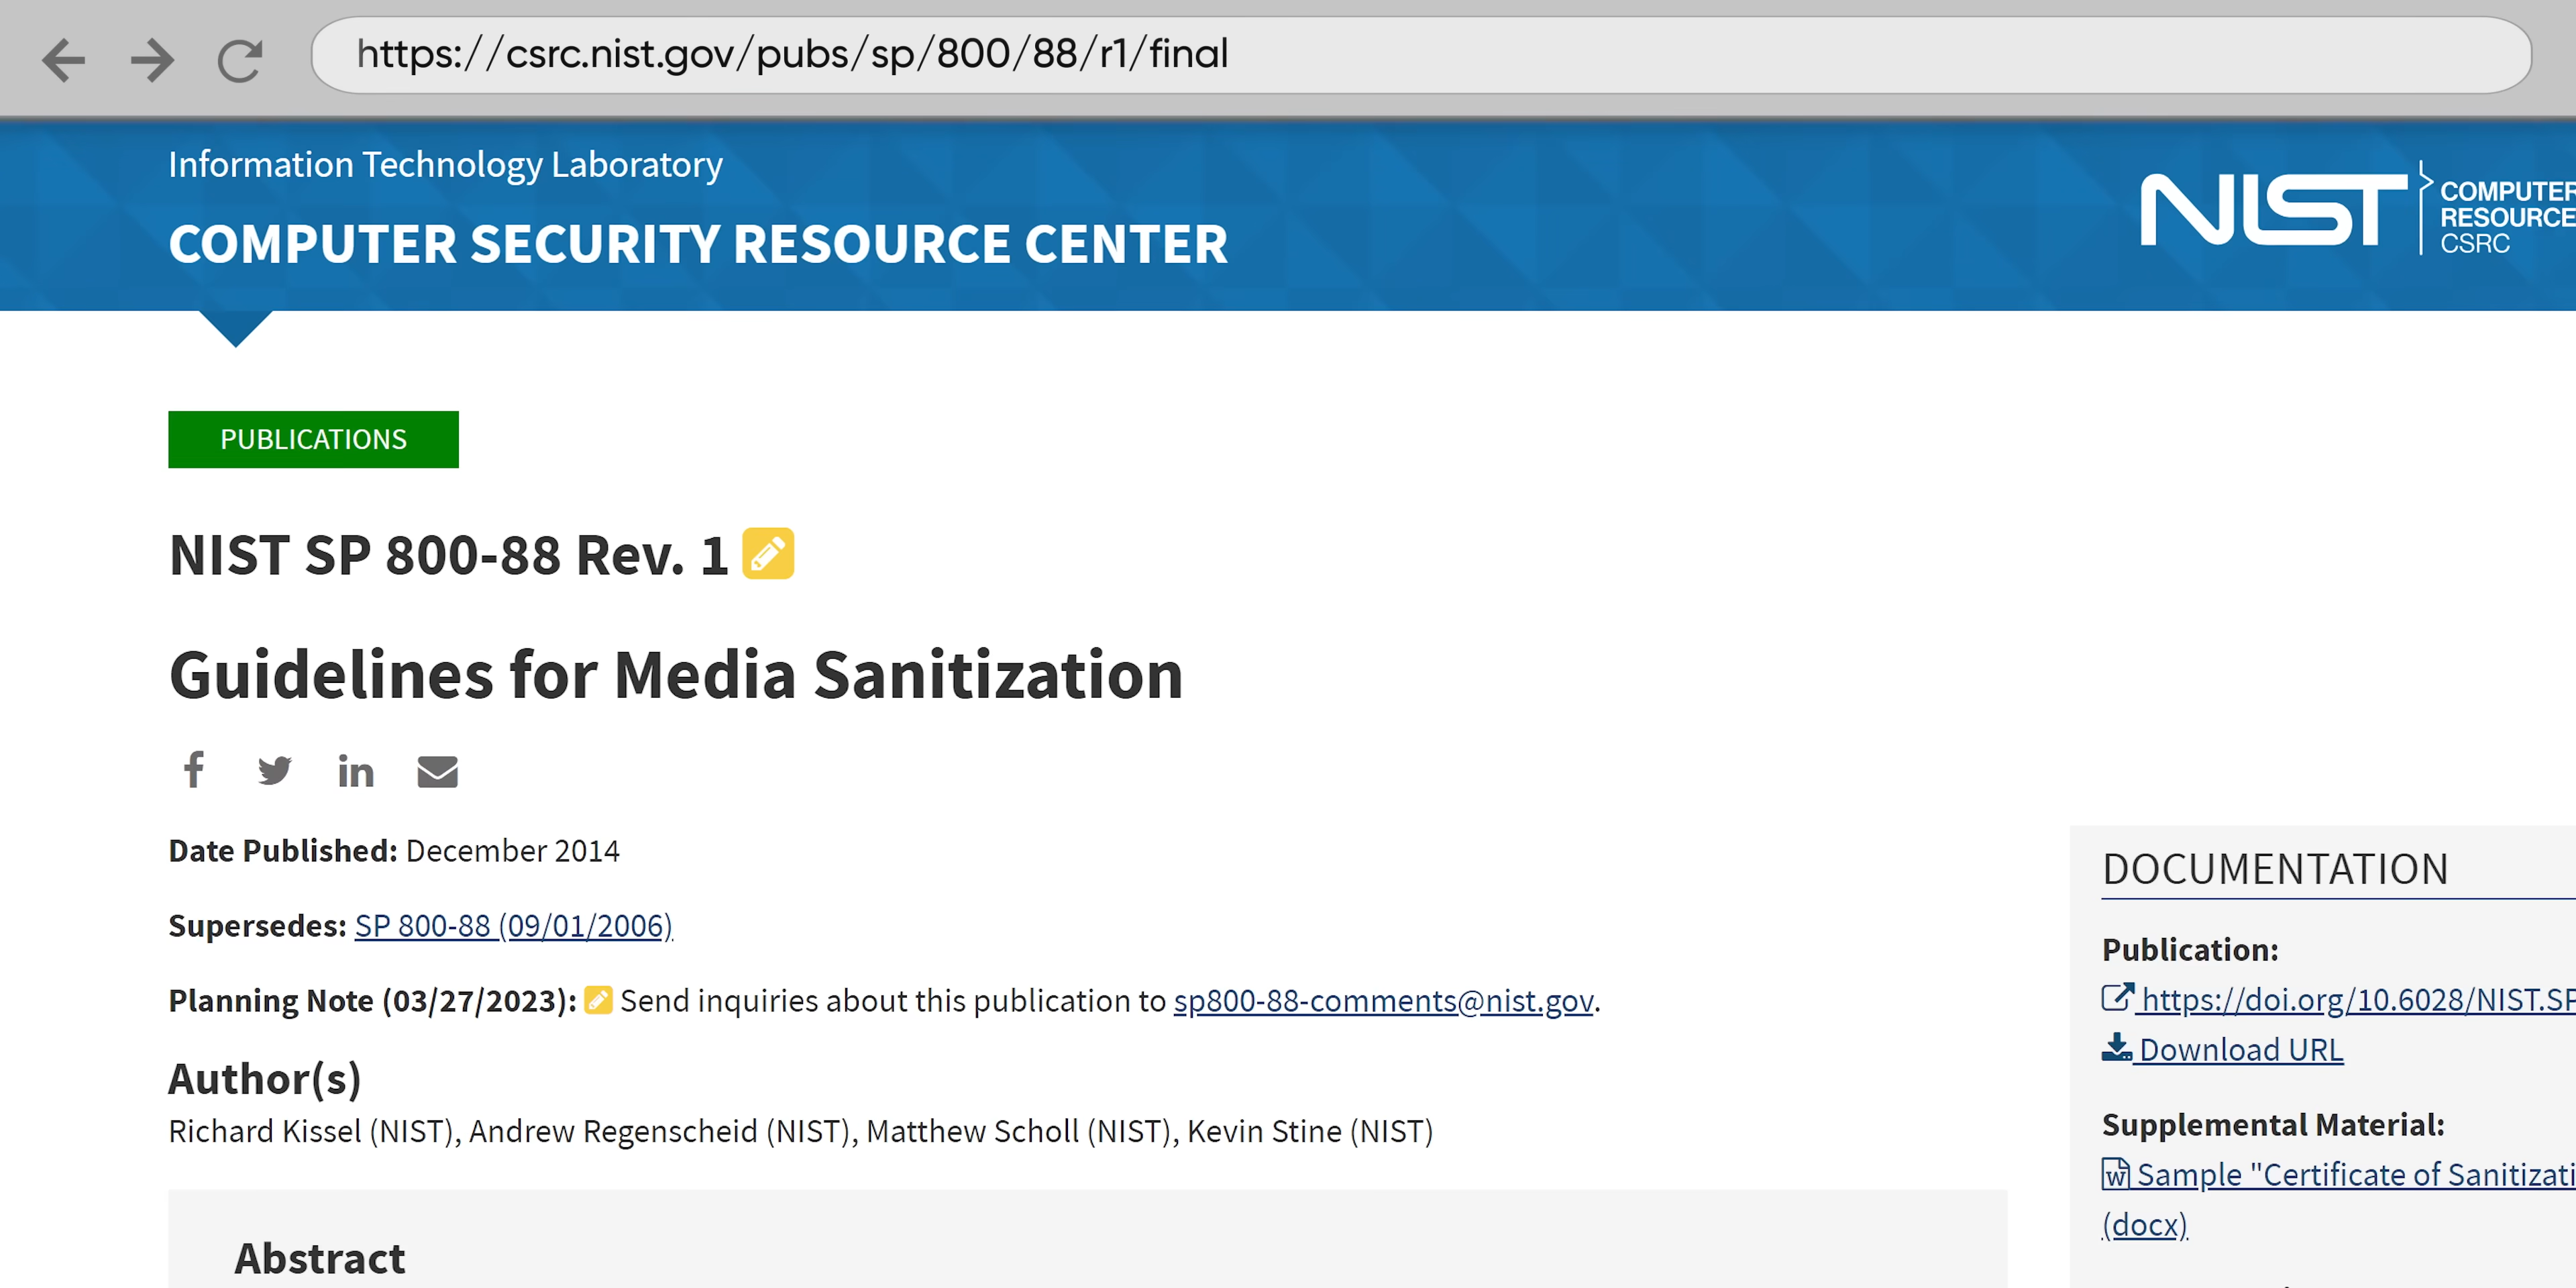 https://csrc.nist.gov/pubs/sp/800/88/r1/final
Information Technology Laboratory
COMPUTER SECURITY RESOURCE CENTER
NIST
COMPUTER
RESOURCE
CSRC
PUBLICATIONS
NIST SP 800-88 Rev. 1
Guidelines for Media Sanitization
Date Published: December 2014
Supersedes: SP 800-88 (09/01/2006)
Planning Note (03/27/2023): Send inquiries about this publication to sp800-88-comments@nist.gov.
Author(s)
Richard Kissel (NIST), Andrew Regenscheid (NIST), Matthew Scholl (NIST), Kevin Stine (NIST)
Abstract
DOCUMENTATION
Publication:
https://doi.org/10.6028/NIST.SP
Download URL
Supplemental Material:
Sample "Certificate of Sanitizati
(docx)